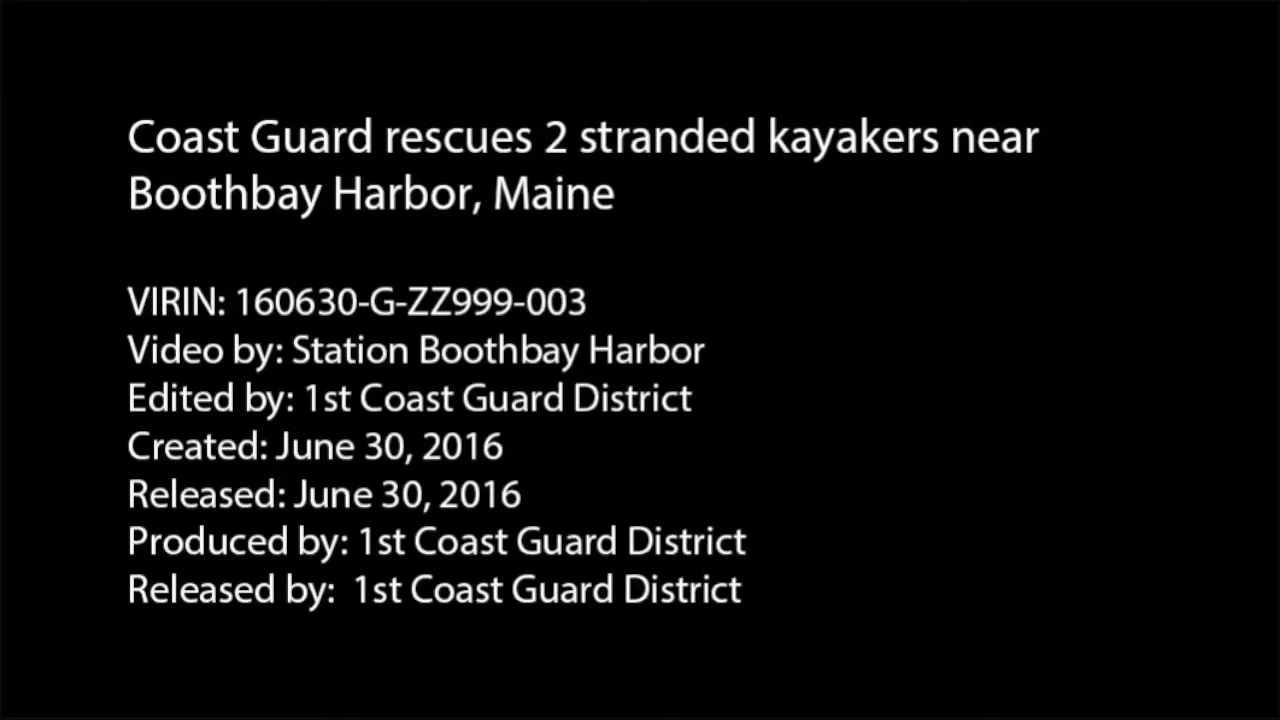 Coast Guard rescues 2 stranded kayakers near
Boothbay Harbor, Maine
VIRIN: 160630-G-ZZ999-003
Video by: Station Boothbay Harbor
Edited by: 1st Coast Guard District
Created: June 30, 2016
Released: June 30, 2016
Produced by: 1st Coast Guard District
Released by:  1st Coast Guard District